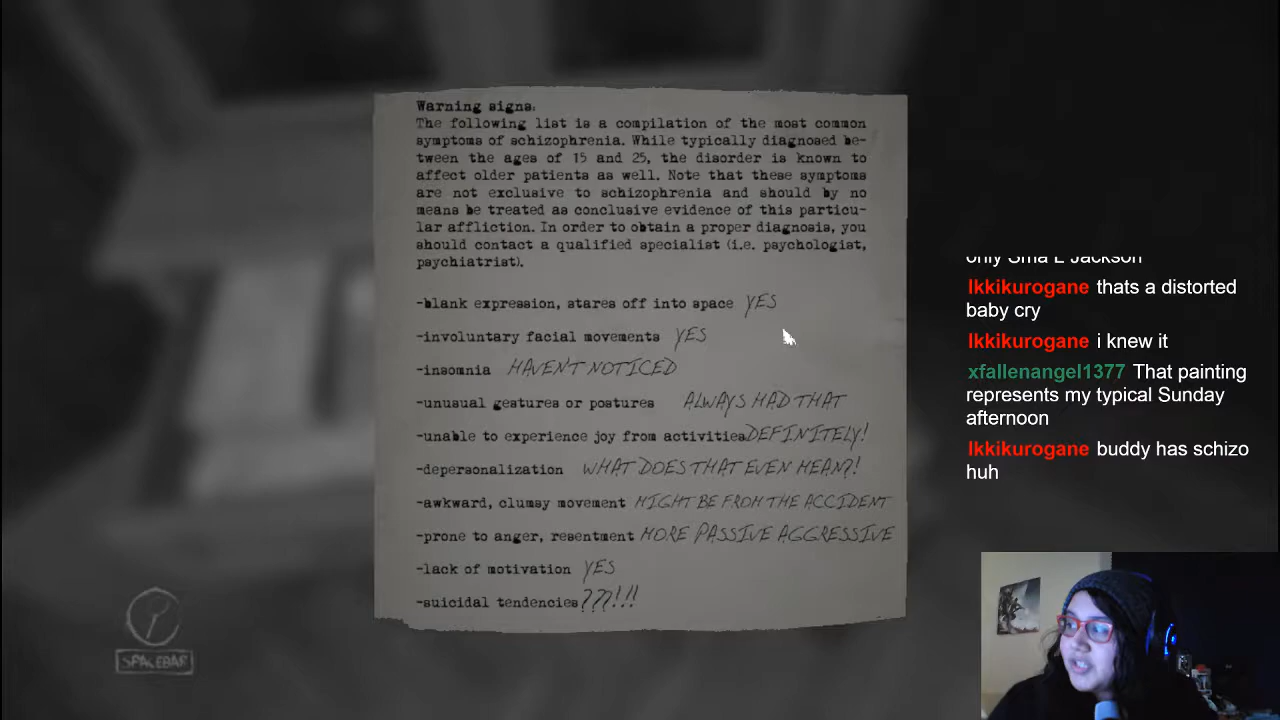 Warning signs:
The following list is a compilation of the most common
symptoms of schizophrenia. While typically diagnosed be-
tween the ages of 15 and 25, the disorder is known to
affect older patients as well. Note that these symptoms
are not exclusive to schizophrenia and should by no
means be treated as conclusive evidence of this particu-
lar affliction. In order to obtain a proper diagnosis, you
should contact a qualified specialist (i.e. psychologist,
psychiatrist).
-blank expression, stares off into space YES
-involuntary facial movements YES
-insomnia HAVEN'T NOTICED
-unusual gestures or postures ALWAYS HAD THAT
-unable to experience joy from activities DEFINITELY!
-depersonalization WHAT DOES THAT EVEN MEAN?!
-awkward, clumsy movement MIGHT BE FROM THE ACCIDENT
-prone to anger, resentment MORE PASSIVE AGGRESSIVE
-lack of motivation YES
-suicidal tendencies ??!!!
SPACEBAR
only Sma L Jackson
Ikkikurogane thats a distorted
baby cry
Ikkikurogane i knew it
xfallenangel1377 That painting
represents my typical Sunday
afternoon
Ikkikurogane buddy has schizo
huh